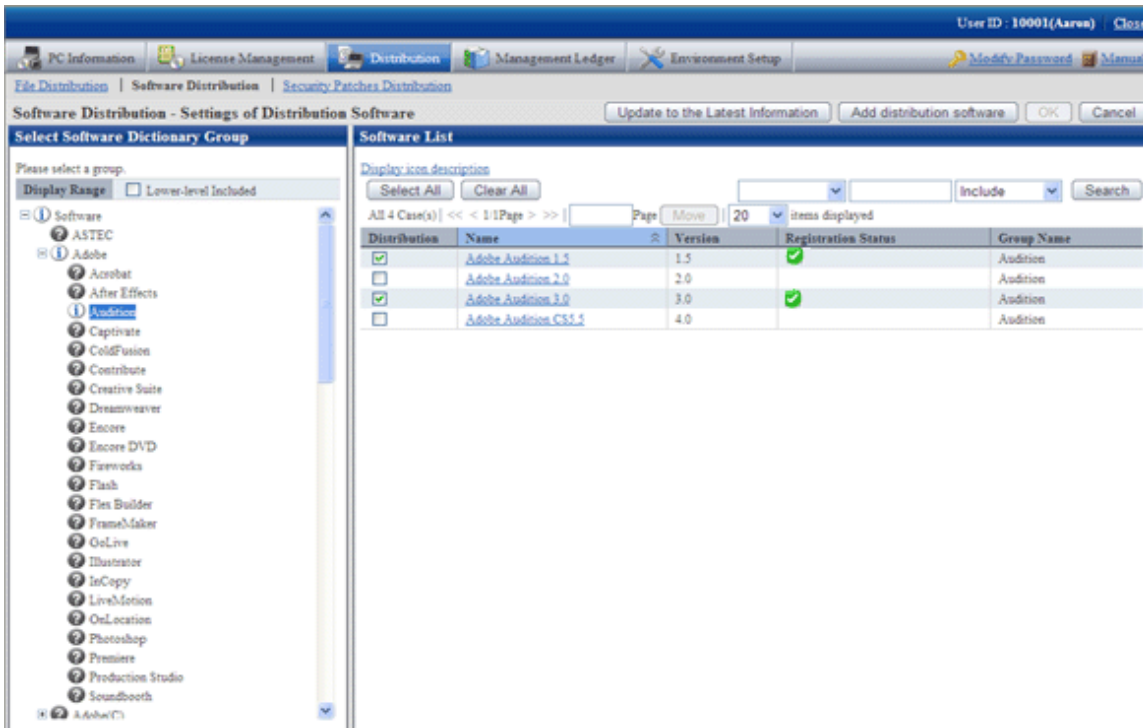 User ID : 10001(Aaron) Close
PC Information License Management Distribution Management Ledger Environment Setup Modify Password Manual
File Distribution | Software Distribution | Security Patches Distribution
Software Distribution - Settings of Distribution Software Update to the Latest Information Add distribution software OK Cancel
Select Software Dictionary Group
Please select a group.
Display Range Lower-level Included
Software
ASTEC
Adobe
Acrobat
After Effects
Audition
Captivate
ColdFusion
Contribute
Creative Suite
Dreamweaver
Encore
Encore DVD
Fireworks
Flash
Flex Builder
FrameMaker
GoLive
Illustrator
InCopy
LiveMotion
OnLocation
Photoshop
Premiere
Production Studio
Soundbooth
Adobe(C)
Software List
Display icon description
Select All Clear All Include Search
All 4 Case(s) | << < 1/1Page > >> | Page Move | 20 items displayed
Distribution Name Version Registration Status Group Name
Adobe Audition 1.5 1.5 Audition
Adobe Audition 2.0 2.0 Audition
Adobe Audition 3.0 3.0 Audition
Adobe Audition CS5.5 4.0 Audition